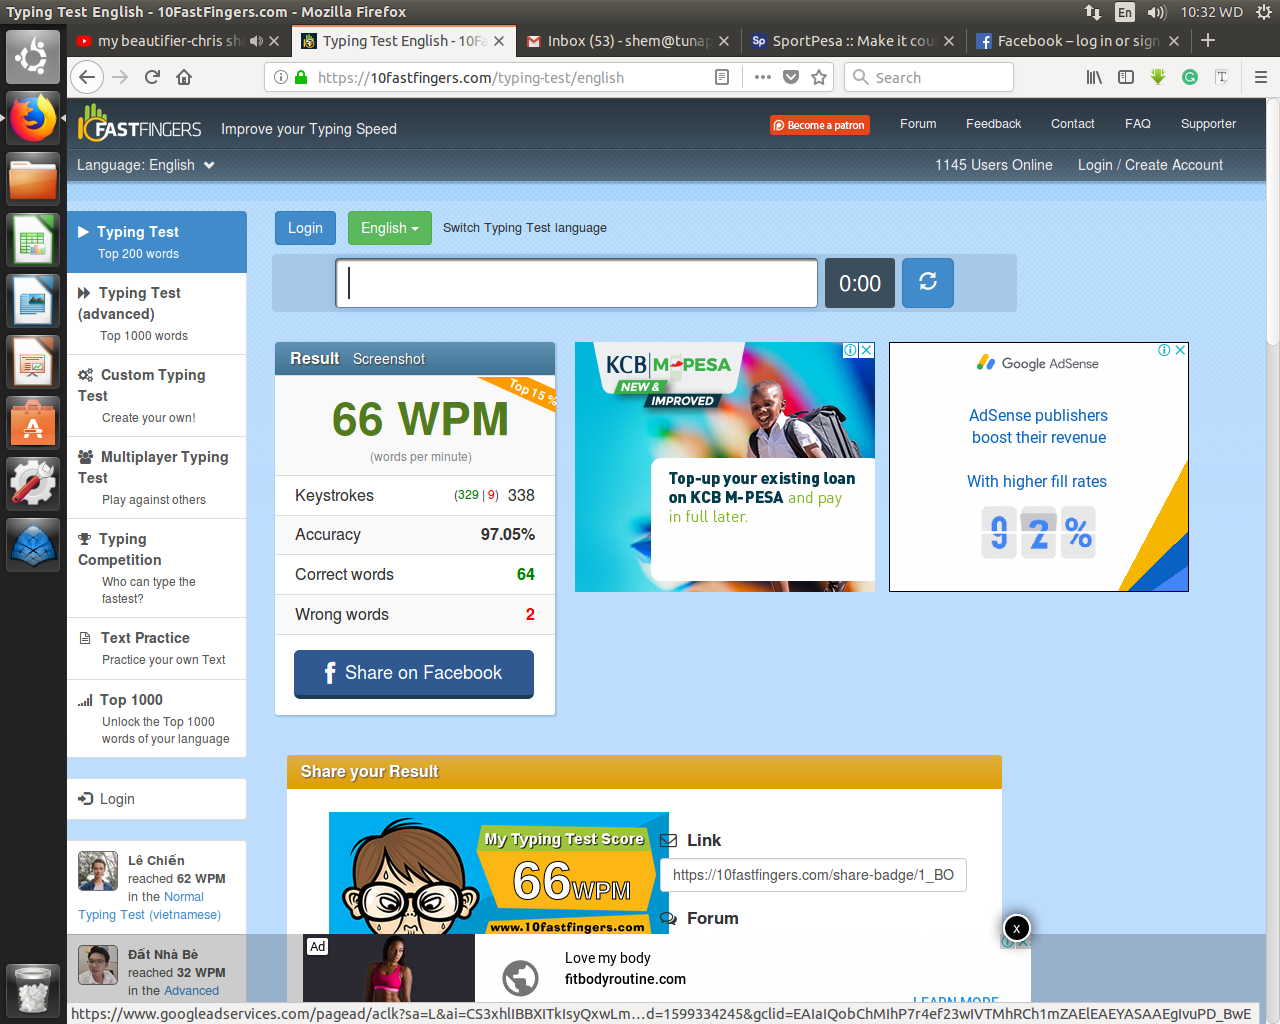 Typing Test English - 10FastFingers.com - Mozilla Firefox
En
10:32 WD
my beautifier-chris sh
Typing Test English - 10Fa
Inbox (53) - shem@tunap
SportPesa :: Make it cou
Facebook – log in or sign
https://10fastfingers.com/typing-test/english
Search
FASTFINGERS
Improve your Typing Speed
Become a patron
Forum
Feedback
Contact
FAQ
Supporter
Language: English
1145 Users Online
Login / Create Account
Typing Test
Top 200 words
Typing Test
(advanced)
Top 1000 words
Custom Typing
Test
Create your own!
Multiplayer Typing
Test
Play against others
Typing
Competition
Who can type the
fastest?
Text Practice
Practice your own Text
Top 1000
Unlock the Top 1000
words of your language
Login
Lê Chiến
reached 62 WPM
in the Normal
Typing Test (vietnamese)
Đất Nhà Bè
reached 32 WPM
in the Advanced
Login
English
Switch Typing Test language
0:00
Result Screenshot
Top 15 %
66 WPM
(words per minute)
Keystrokes (329 | 9) 338
Accuracy 97.05%
Correct words 64
Wrong words 2
Share on Facebook
KCB M-PESA
NEW &
IMPROVED
Top-up your existing loan
on KCB M-PESA and pay
in full later.
Google AdSense
AdSense publishers
boost their revenue
With higher fill rates
92%
Share your Result
My Typing Test Score
66 WPM
www.10fastfingers.com
Link
https://10fastfingers.com/share-badge/1_BO
Forum
x
Ad
Love my body
fitbodyroutine.com
LEARN MORE
https://www.googleadservices.com/pagead/aclk?sa=L&ai=CS3xhlIBBXITkIsyQxwLm…d=1599334245&gclid=EAIaIQobChMIhP7r4ef23wIVTMhRCh1mZAElEAEYASAAEgIvuPD_BwE